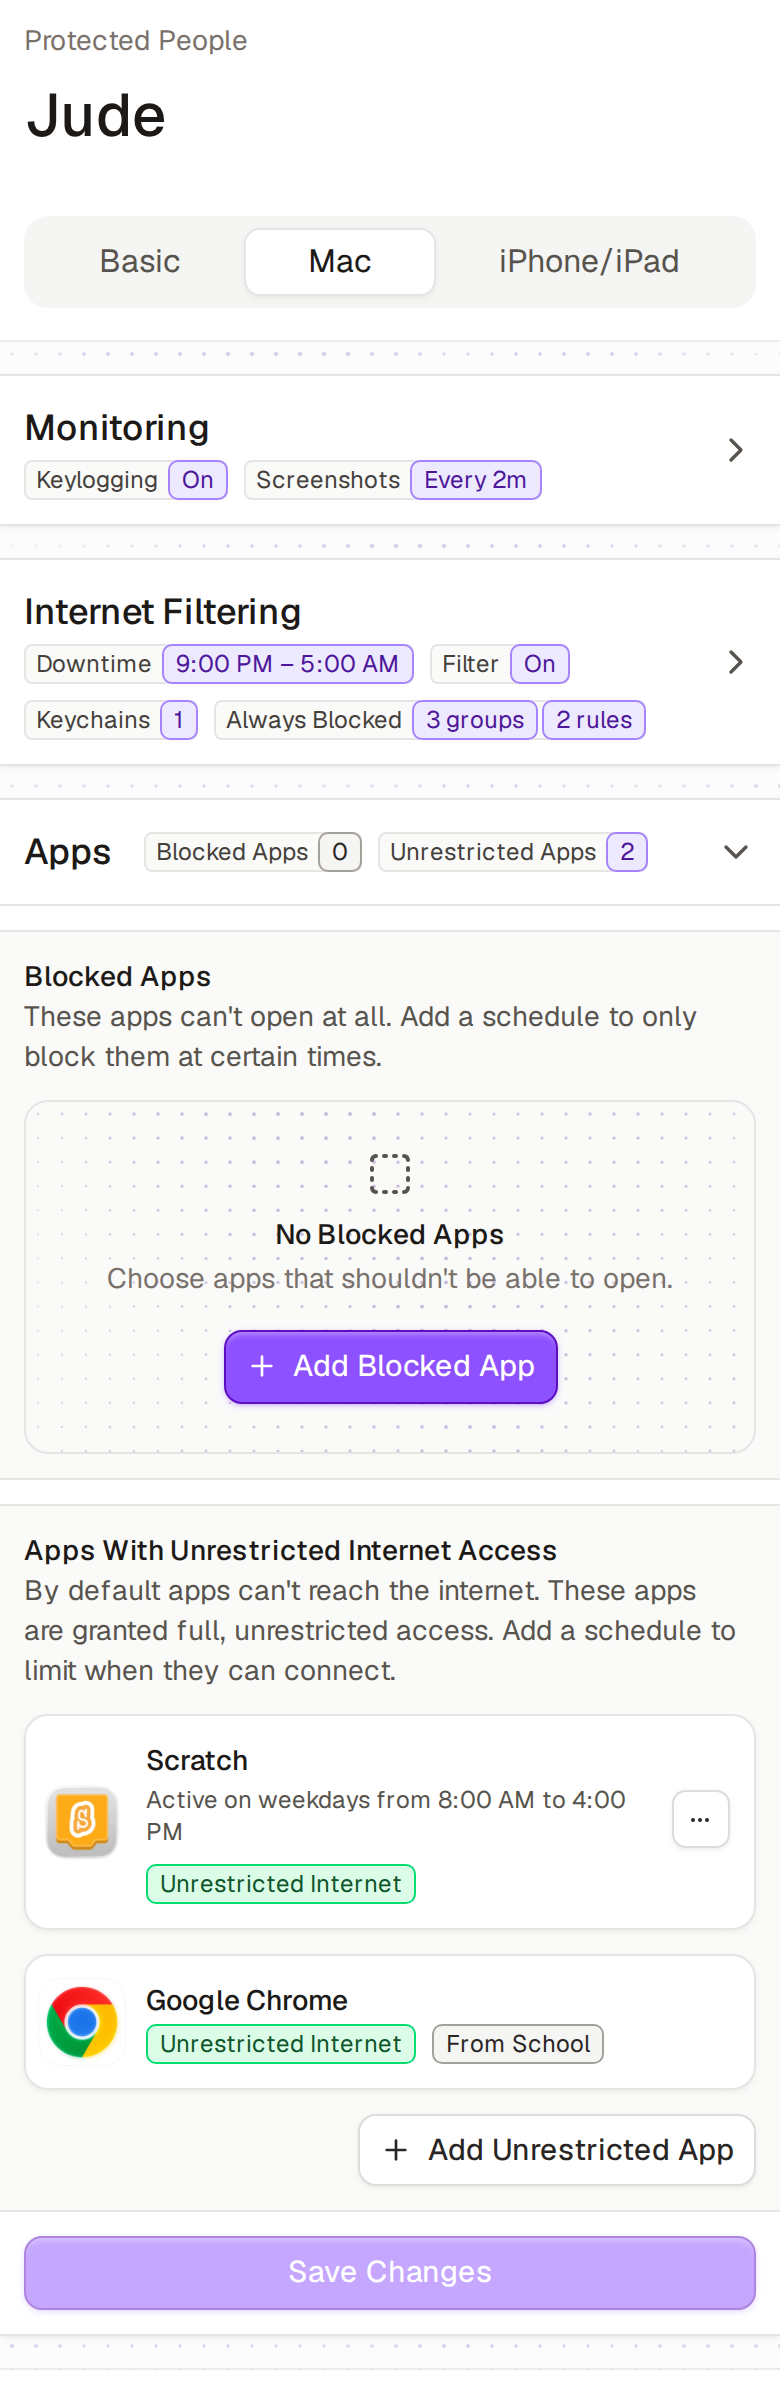 Protected People
Jude
Basic
Mac
iPhone/iPad
Monitoring
Keylogging On Screenshots Every 2m
Internet Filtering
Downtime 9:00 PM – 5:00 AM Filter On
Keychains 1 Always Blocked 3 groups 2 rules
Apps Blocked Apps 0 Unrestricted Apps 2
Blocked Apps
These apps can't open at all. Add a schedule to only
block them at certain times.
No Blocked Apps
Choose apps that shouldn't be able to open.
+ Add Blocked App
Apps With Unrestricted Internet Access
By default apps can't reach the internet. These apps
are granted full, unrestricted access. Add a schedule to
limit when they can connect.
Scratch
Active on weekdays from 8:00 AM to 4:00
PM
Unrestricted Internet
Google Chrome
Unrestricted Internet From School
+ Add Unrestricted App
Save Changes